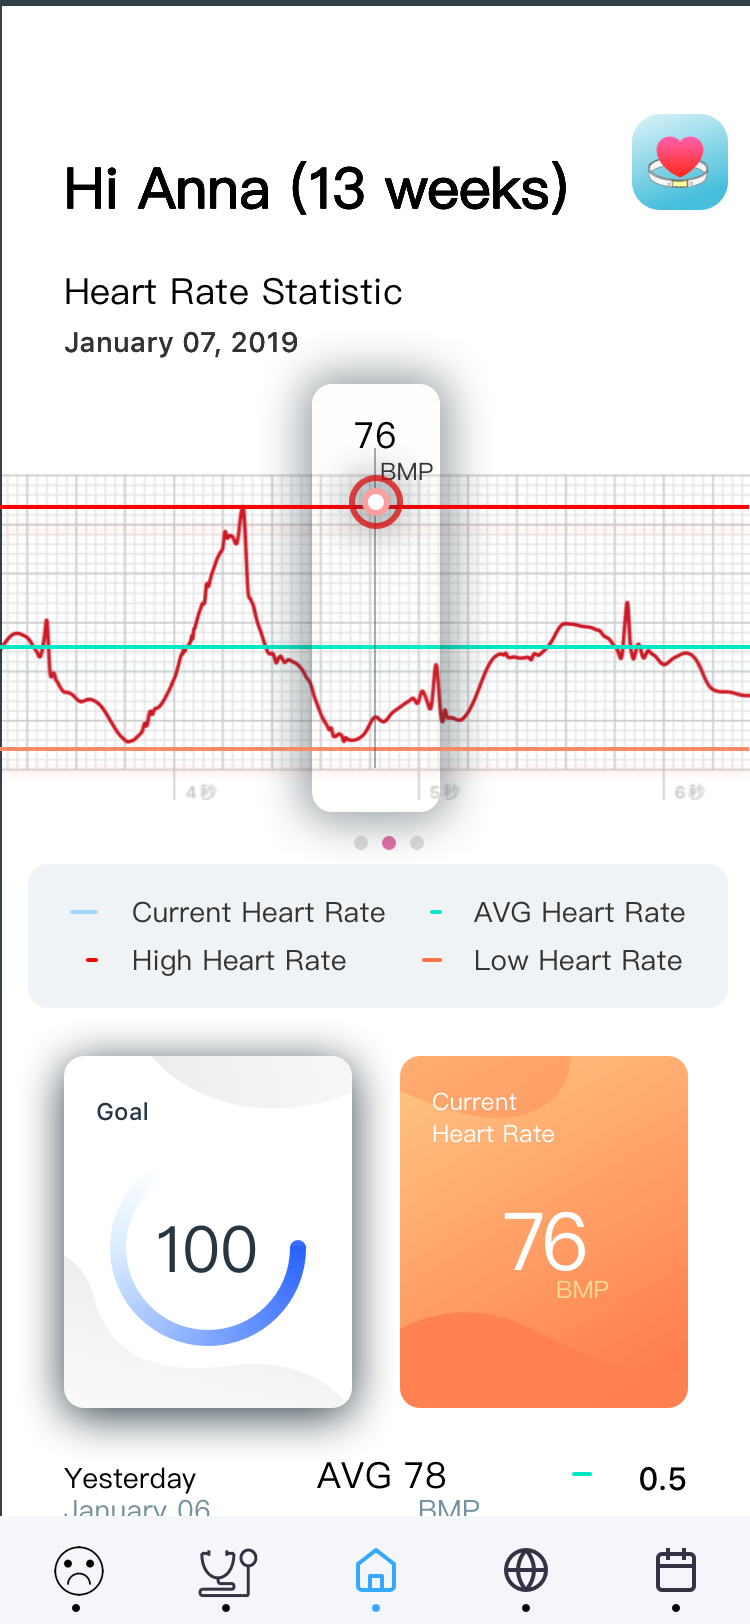 Hi Anna (13 weeks)
Heart Rate Statistic
January 07, 2019
76
BMP
4秒
5秒
6秒
Current Heart Rate
AVG Heart Rate
High Heart Rate
Low Heart Rate
Goal
100
Current
Heart Rate
76
BMP
Yesterday
AVG 78
0.5
January 06
BMP